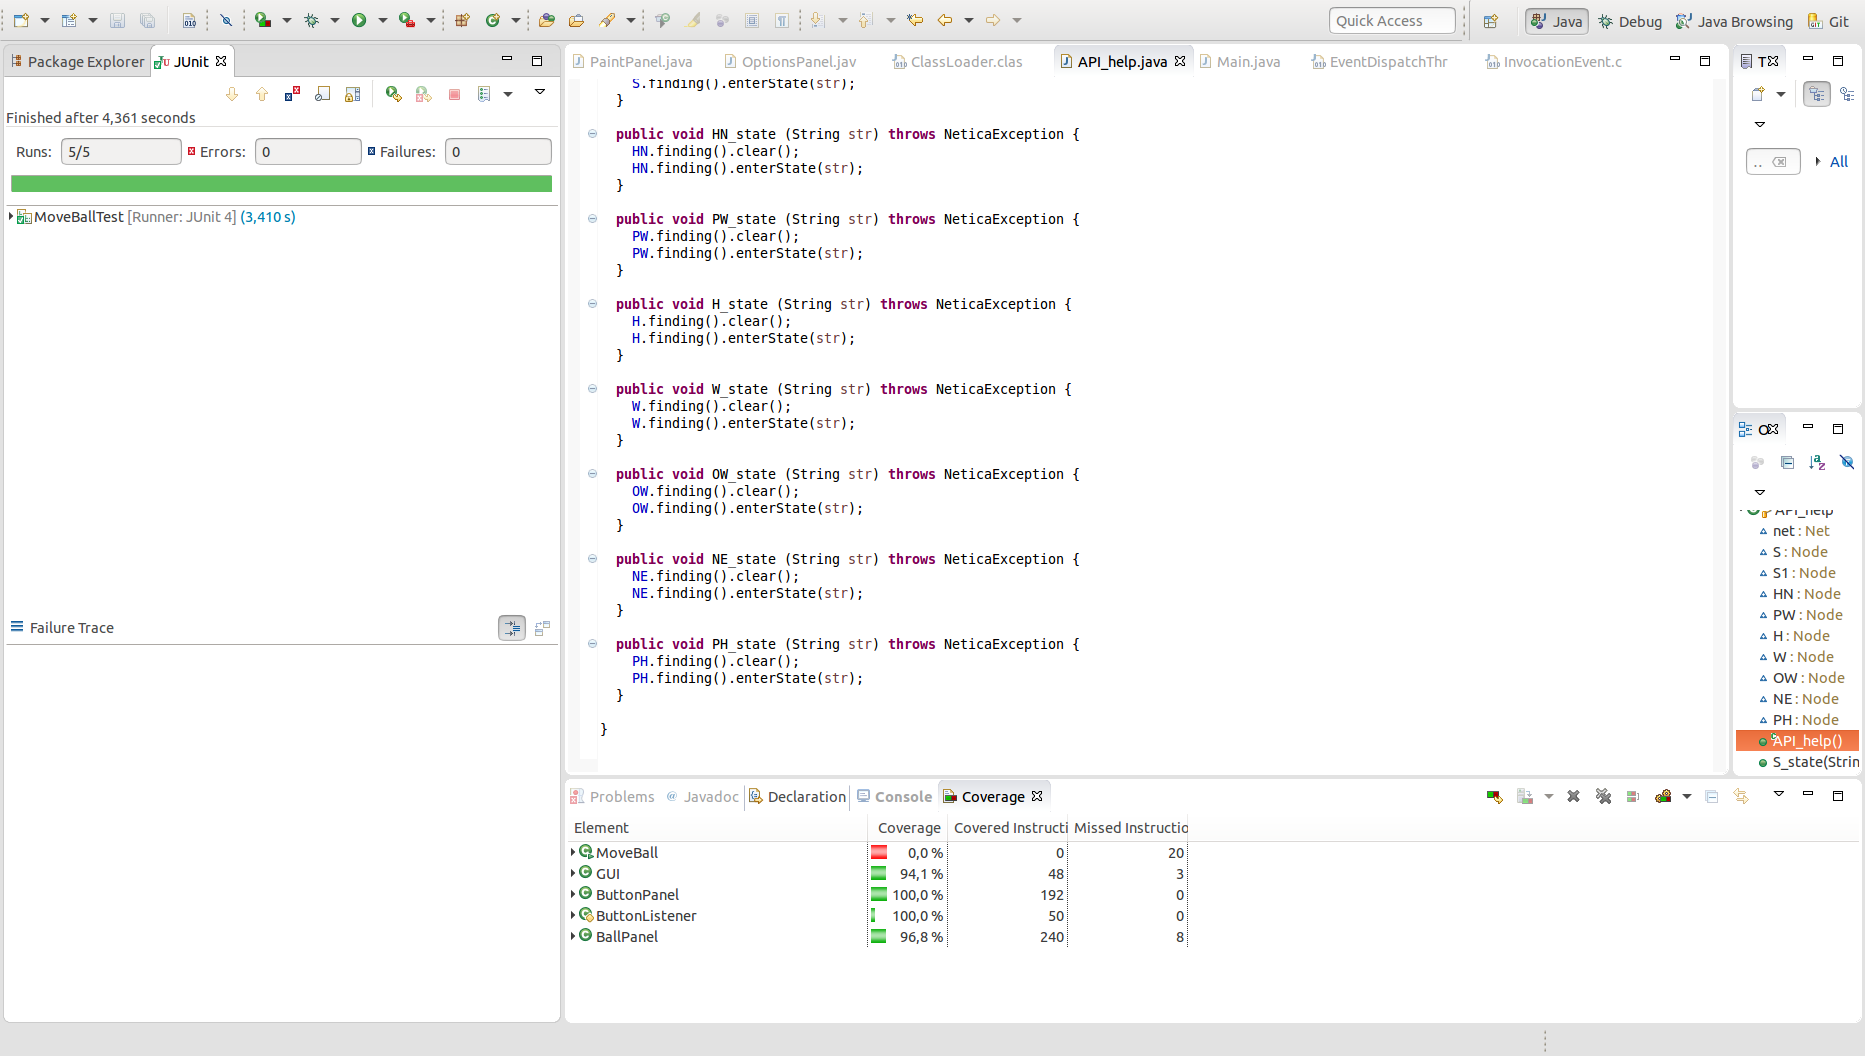 Quick Access
Java
Debug
Java Browsing
Git
Package Explorer
JUnit
Finished after 4,361 seconds
Runs: 5/5 Errors: 0 Failures: 0
MoveBallTest [Runner: JUnit 4] (3,410 s)
Failure Trace
PaintPanel.java OptionsPanel.jav ClassLoader.clas API_help.java Main.java EventDispatchThr InvocationEvent.c
S.finding().enterState(str);
}
public void HN_state (String str) throws NeticaException {
HN.finding().clear();
HN.finding().enterState(str);
}
public void PW_state (String str) throws NeticaException {
PW.finding().clear();
PW.finding().enterState(str);
}
public void H_state (String str) throws NeticaException {
H.finding().clear();
H.finding().enterState(str);
}
public void W_state (String str) throws NeticaException {
W.finding().clear();
W.finding().enterState(str);
}
public void OW_state (String str) throws NeticaException {
OW.finding().clear();
OW.finding().enterState(str);
}
public void NE_state (String str) throws NeticaException {
NE.finding().clear();
NE.finding().enterState(str);
}
public void PH_state (String str) throws NeticaException {
PH.finding().clear();
PH.finding().enterState(str);
}
}
T
.. All
O
API_help
net : Net
S : Node
S1 : Node
HN : Node
PW : Node
H : Node
W : Node
OW : Node
NE : Node
PH : Node
API_help()
S_state(Strin
Problems @ Javadoc Declaration Console Coverage
Element Coverage Covered Instructi Missed Instructio
MoveBall 0,0 % 0 20
GUI 94,1 % 48 3
ButtonPanel 100,0 % 192 0
ButtonListener 100,0 % 50 0
BallPanel 96,8 % 240 8